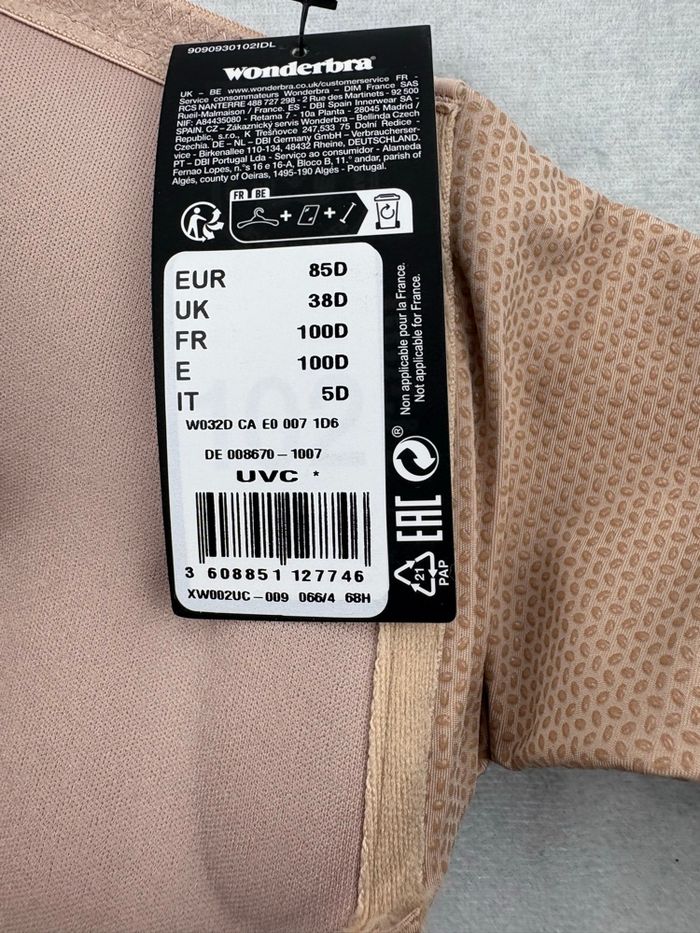 9090930102IDL
Wonderbra
UK - BE www.wonderbra.co.uk/customerservice FR -
Service consommateurs Wonderbra - DIM France SAS
RCS NANTERRE 488 727 298 - 2 Rue des Martinets - 92 500
Rueil-Malmaison / France. ES - DBI Spain Innerwear SA -
NIF: A84435080 - Retama 7 - 10a Planta - 28045 Madrid /
SPAIN. CZ - Zákaznický servis Wonderbra - Bellinda Czech
Republic, s.r.o., K Třešňovce 247,533 75 Dolní Ředice -
Czechia. DE - NL - DBI Germany GmbH - Verbraucherser-
vice - Birkenallee 110-134, 48432 Rheine, DEUTSCHLAND.
PT - DBI Portugal Lda - Serviço ao consumidor - Alameda
Fernao Lopes, n.° 16 e 16-A, Bloco B, 11.° andar, parish of
Algés, county of Oeiras, 1495-190 Algés - Portugal.
FR BE
EUR 85D
UK 38D
FR 100D
E 100D
IT 5D
W032D CA E0 007 1D6
DE 008670-1007
UVC *
3 608851 127746
XW002UC-009 066/4 68H
Non applicable pour la France.
Not applicable for France.
®
EAC
21
PAP